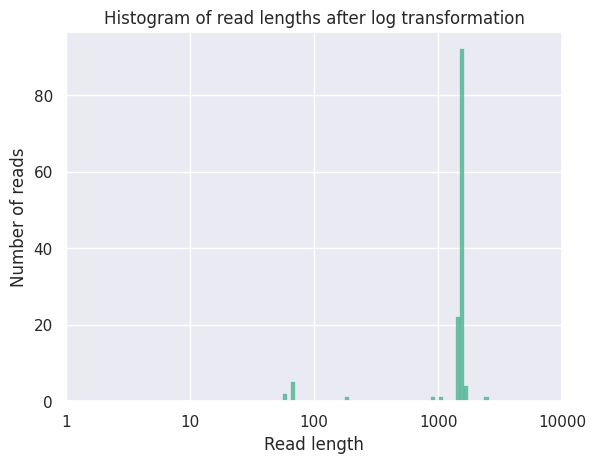 Histogram of read lengths after log transformation
80
60
40
20
0
Number of reads
1 10 100 1000 10000
Read length